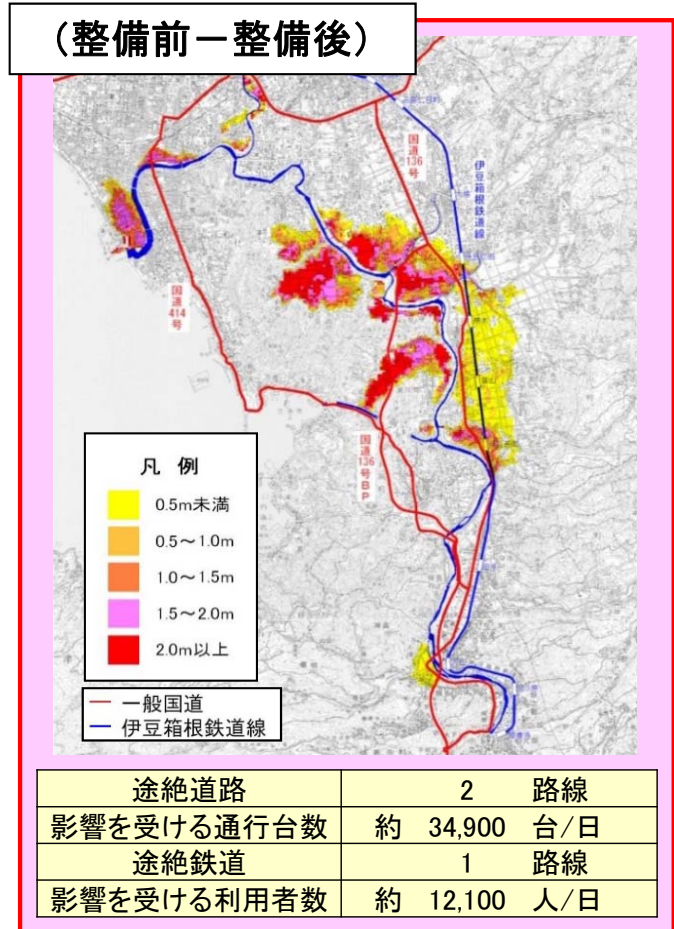 (整備前－整備後)
国道136号
伊豆箱根鉄道線
国道414号
国道136号BP
凡 例
0.5m未満
0.5～1.0m
1.0～1.5m
1.5～2.0m
2.0m以上
一般国道
伊豆箱根鉄道線
途絶道路 2 路線
影響を受ける通行台数 約 34,900 台/日
途絶鉄道 1 路線
影響を受ける利用者数 約 12,100 人/日